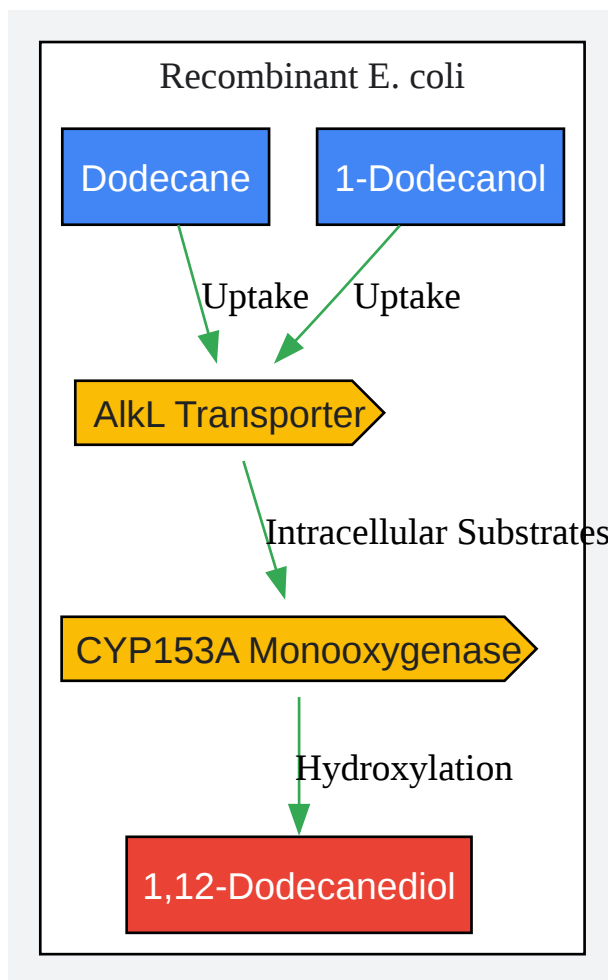 Recombinant E. coli
Dodecane
1-Dodecanol
Uptake
Uptake
AlkL Transporter
Intracellular Substrates
CYP153A Monooxygenase
Hydroxylation
1,12-Dodecanediol